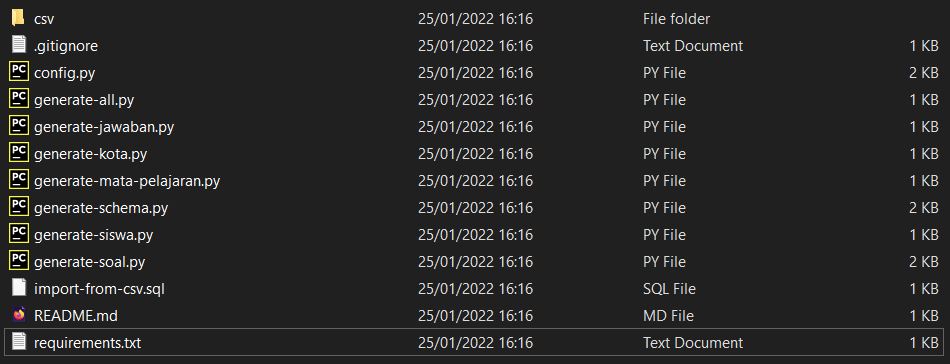 csv 25/01/2022 16:16 File folder
.gitignore 25/01/2022 16:16 Text Document 1 KB
PC config.py 25/01/2022 16:16 PY File 2 KB
PC generate-all.py 25/01/2022 16:16 PY File 1 KB
PC generate-jawaban.py 25/01/2022 16:16 PY File 1 KB
PC generate-kota.py 25/01/2022 16:16 PY File 1 KB
PC generate-mata-pelajaran.py 25/01/2022 16:16 PY File 1 KB
PC generate-schema.py 25/01/2022 16:16 PY File 2 KB
PC generate-siswa.py 25/01/2022 16:16 PY File 1 KB
PC generate-soal.py 25/01/2022 16:16 PY File 2 KB
import-from-csv.sql 25/01/2022 16:16 SQL File 1 KB
README.md 25/01/2022 16:16 MD File 1 KB
requirements.txt 25/01/2022 16:16 Text Document 1 KB